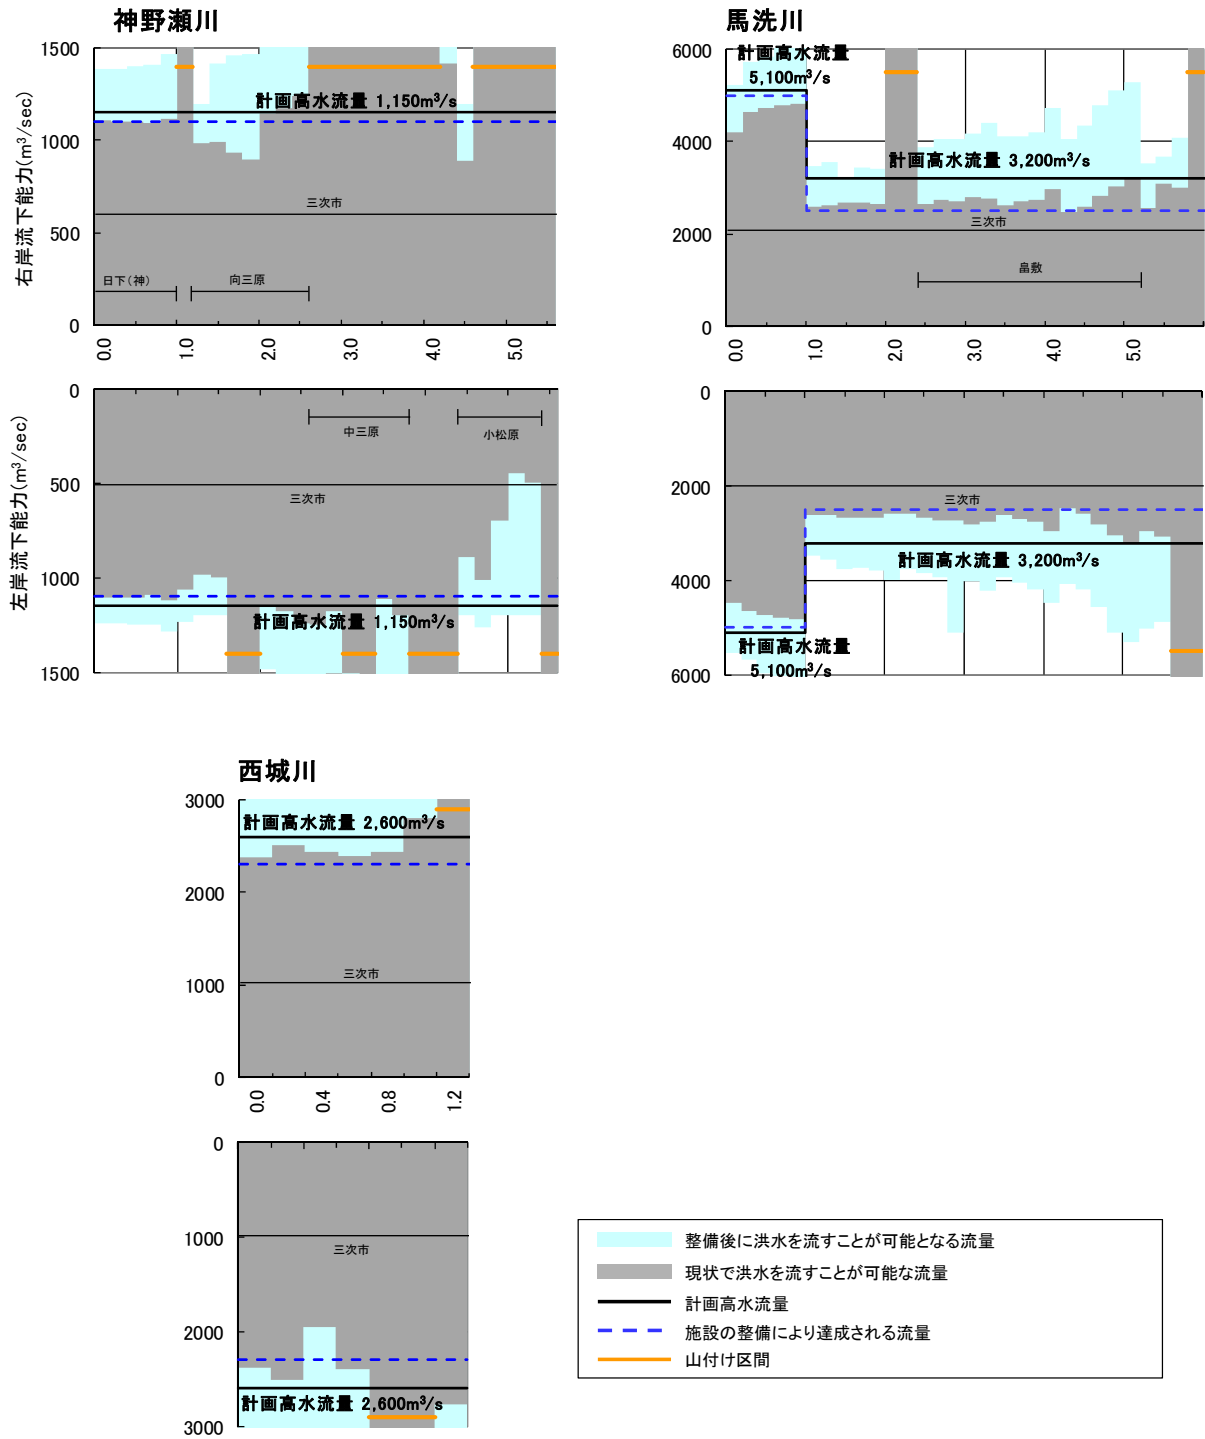 神野瀬川
右岸流下能力(m³/sec)
1500
1000
500
0
計画高水流量 1,150m³/s
三次市
日下(神)
向三原
0.0
1.0
2.0
3.0
4.0
5.0
左岸流下能力(m³/sec)
0
500
1000
1500
中三原
小松原
三次市
計画高水流量 1,150m³/s
馬洗川
6000
4000
2000
0
計画高水流量
5,100m³/s
計画高水流量 3,200m³/s
三次市
畠敷
0.0
1.0
2.0
3.0
4.0
5.0
0
2000
4000
6000
三次市
計画高水流量 3,200m³/s
計画高水流量
5,100m³/s
西城川
3000
2000
1000
0
計画高水流量 2,600m³/s
三次市
0.0
0.4
0.8
1.2
0
1000
2000
3000
三次市
計画高水流量 2,600m³/s
整備後に洪水を流すことが可能となる流量
現状で洪水を流すことが可能な流量
計画高水流量
施設の整備により達成される流量
山付け区間